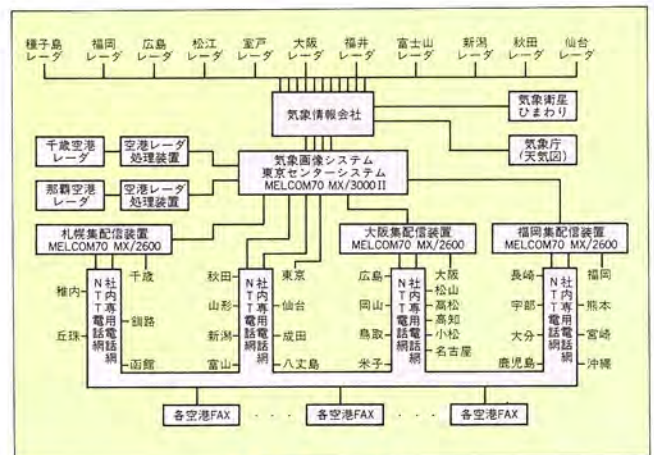 種子島 福岡 広島 松江 室戸 大阪 福井 富士山 新潟 秋田 仙台
レーダ レーダ レーダ レーダ レーダ レーダ レーダ レーダ レーダ レーダ レーダ
気象情報会社
気象衛星
ひまわり
気象庁
(天気図)
千歳空港
レーダ
空港レーダ
処理装置
那覇空港
レーダ
空港レーダ
処理装置
気象画像システム
東京センターシステム
MELCOM70 MX/3000Ⅱ
札幌集配信装置
MELCOM70 MX/2600
大阪集配信装置
MELCOM70 MX/2600
福岡集配信装置
MELCOM70 MX/2600
稚内
丘珠
社内専用電話網
NTT電話網
千歳
釧路
函館
秋田
山形
新潟
富山
社内専用電話網
NTT電話網
東京
仙台
成田
八丈島
広島
岡山
鳥取
米子
社内専用電話網
NTT電話網
大阪
松山
高松
高知
小松
名古屋
長崎
宇部
大分
鹿児島
社内専用電話網
NTT電話網
福岡
熊本
宮崎
沖縄
各空港FAX ・・・ 各空港FAX ・・・ 各空港FAX